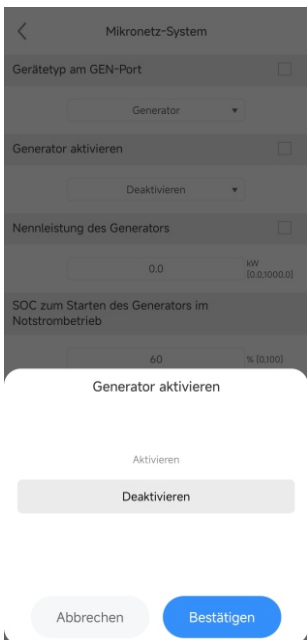 Mikronetz-System
Gerätetyp am GEN-Port
Generator
Generator aktivieren
Deaktivieren
Nennleistung des Generators
0.0
kW
[0.0,1000.0]
SOC zum Starten des Generators im
Notstrombetrieb
60
% [0,100]
Generator aktivieren
Aktivieren
Deaktivieren
Abbrechen
Bestätigen